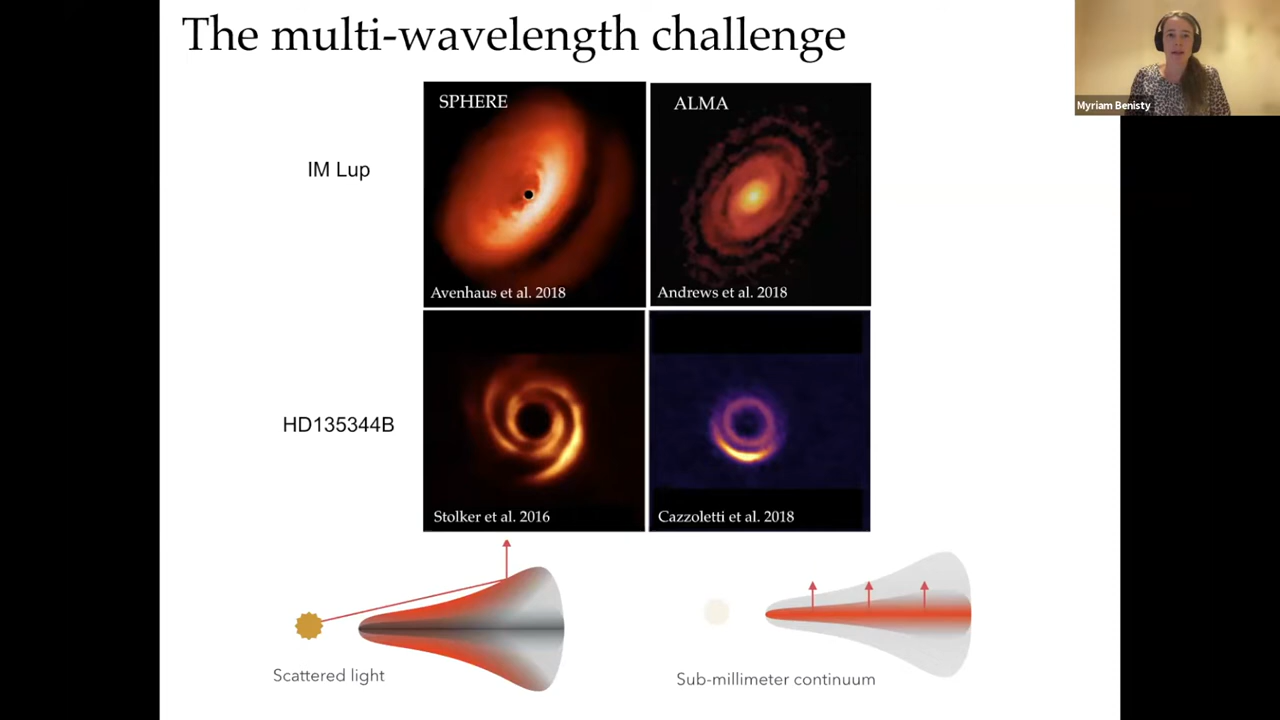 The multi-wavelength challenge
Myriam Benisty
SPHERE
ALMA
IM Lup
Avenhaus et al. 2018
Andrews et al. 2018
HD135344B
Stolker et al. 2016
Cazzoletti et al. 2018
Scattered light
Sub-millimeter continuum